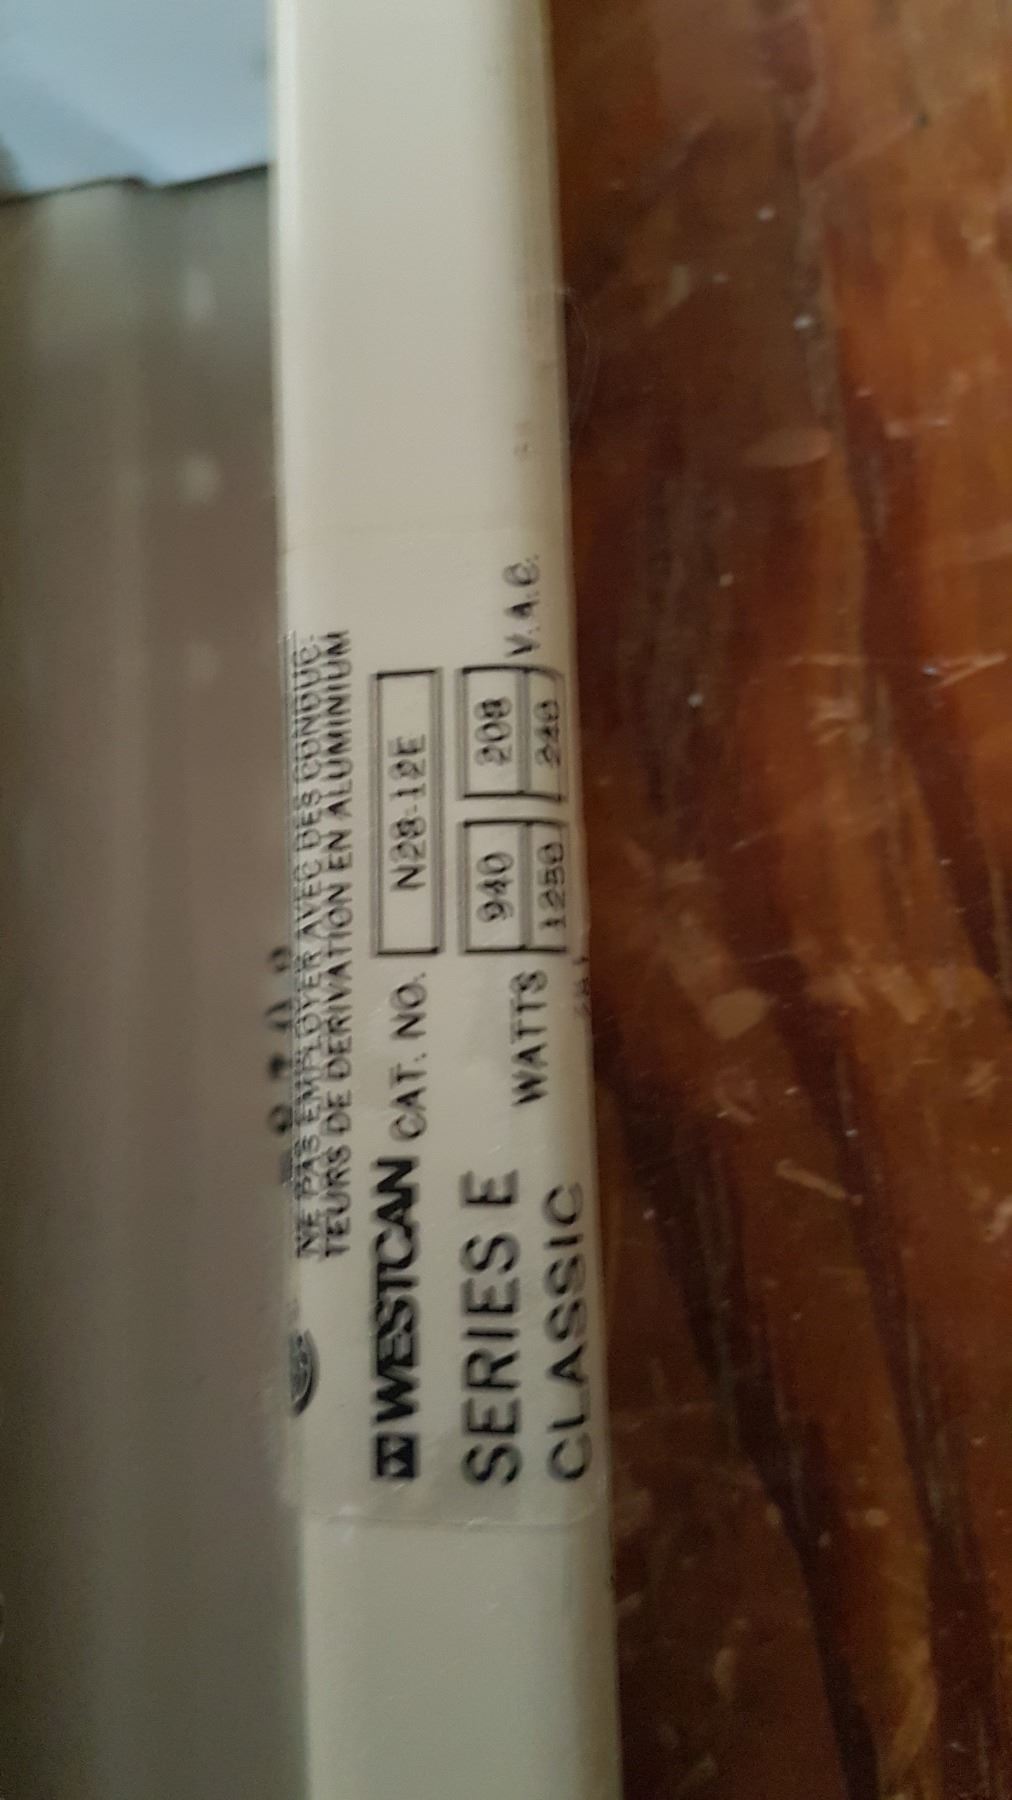 NE PAS EMPLOYER AVEC DES CONDUC-
TEURS DE DERIVATION EN ALUMINIUM
WESTCAN CAT. NO. N28-12E
SERIES E
CLASSIC
WATTS 940 208 V.A.C.
1250 240